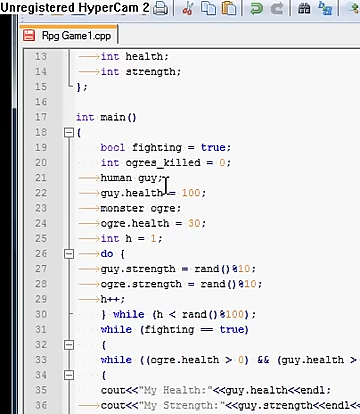 Unregistered HyperCam 2
Rpg Game1.cpp
13 int health;
14 int strength;
15 };
16
17 int main()
18 {
19 bool fighting = true;
20 int ogres_killed = 0;
21 human guy;
22 guy.health = 100;
23 monster ogre;
24 ogre.health = 30;
25 int h = 1;
26 do {
27 guy.strength = rand()%10;
28 ogre.strength = rand()%10;
29 h++;
30 } while (h < rand()%100);
31 while (fighting == true)
32 {
33 while ((ogre.health > 0) && (guy.health >
34 {
35 cout<<"My Health:"<<guy.health<<endl;
36 cout<<"My Strength:"<<guy.strength<<endl